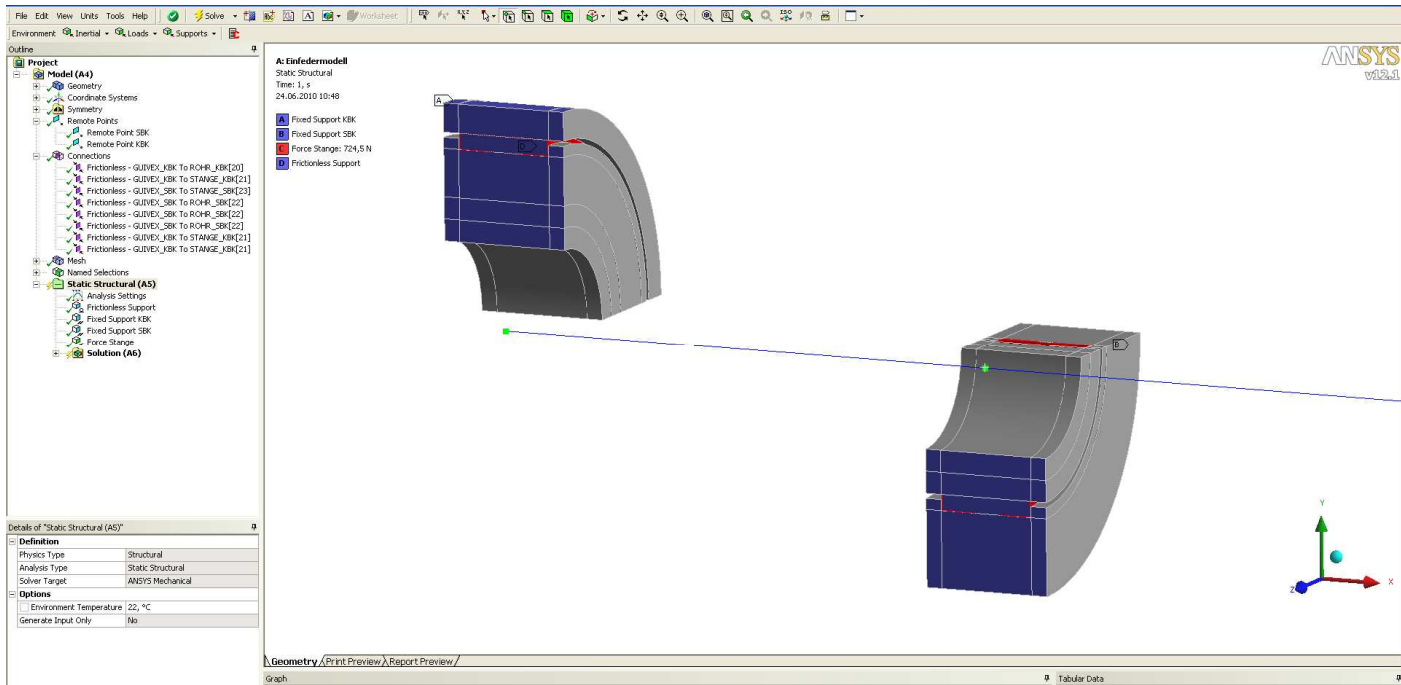 File Edit View Units Tools Help Solve Worksheet
Environment Inertial Loads Supports
Outline
Project
Model (A4)
Geometry
Coordinate Systems
Symmetry
Remote Points
Remote Point SBK
Remote Point KBK
Connections
Frictionless - GUIVEX_KBK To ROHR_KBK[20]
Frictionless - GUIVEX_KBK To STANGE_KBK[21]
Frictionless - GUIVEX_SBK To STANGE_SBK[23]
Frictionless - GUIVEX_SBK To ROHR_SBK[22]
Frictionless - GUIVEX_SBK To ROHR_SBK[22]
Frictionless - GUIVEX_SBK To ROHR_SBK[22]
Frictionless - GUIVEX_KBK To STANGE_KBK[21]
Frictionless - GUIVEX_KBK To STANGE_KBK[21]
Mesh
Named Selections
Static Structural (A5)
Analysis Settings
Frictionless Support
Fixed Support KBK
Fixed Support SBK
Force Stange
Solution (A6)
Details of "Static Structural (A5)"
Definition
Physics Type Structural
Analysis Type Static Structural
Solver Target ANSYS Mechanical
Options
Environment Temperature 22, °C
Generate Input Only No
A: Einfedermodell
Static Structural
Time: 1, s
24.06.2010 10:48
A Fixed Support KBK
B Fixed Support SBK
C Force Stange: 724,5 N
D Frictionless Support
ANSYS
v12.1
A
D
B
Y
X
Z
Geometry Print Preview Report Preview
Graph
Tabular Data